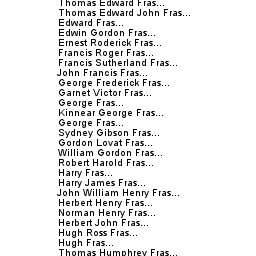 Thomas Edward Fras...
Thomas Edward John Fras...
Edward Fras...
Edwin Gordon Fras...
Ernest Roderick Fras...
Francis Roger Fras...
Francis Sutherland Fras...
John Francis Fras...
George Frederick Fras...
Garnet Victor Fras...
George Fras...
Kinnear George Fras...
George Fras...
Sydney Gibson Fras...
Gordon Lovat Fras...
William Gordon Fras...
Robert Harold Fras...
Harry Fras...
Harry James Fras...
John William Henry Fras...
Herbert Henry Fras...
Norman Henry Fras...
Herbert John Fras...
Hugh Ross Fras...
Hugh Fras...
Thomas Humphrey Fras...